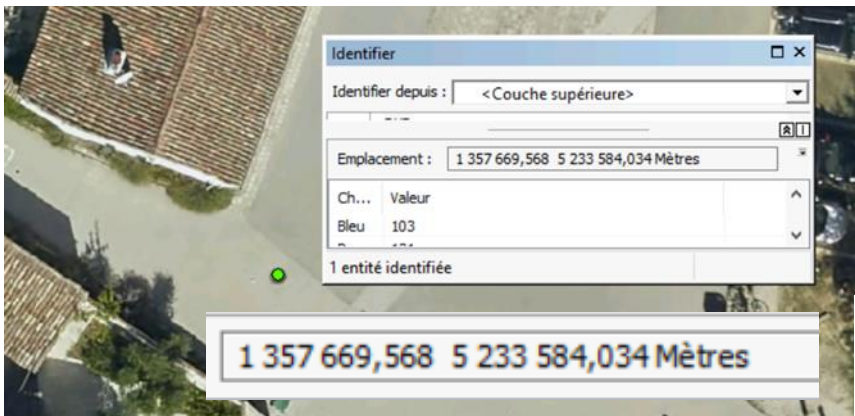 Identifier
Identifier depuis : <Couche supérieure>
Emplacement : 1 357 669,568 5 233 584,034 Mètres
Ch... Valeur
Bleu 103
1 entité identifiée
1 357 669,568 5 233 584,034 Mètres